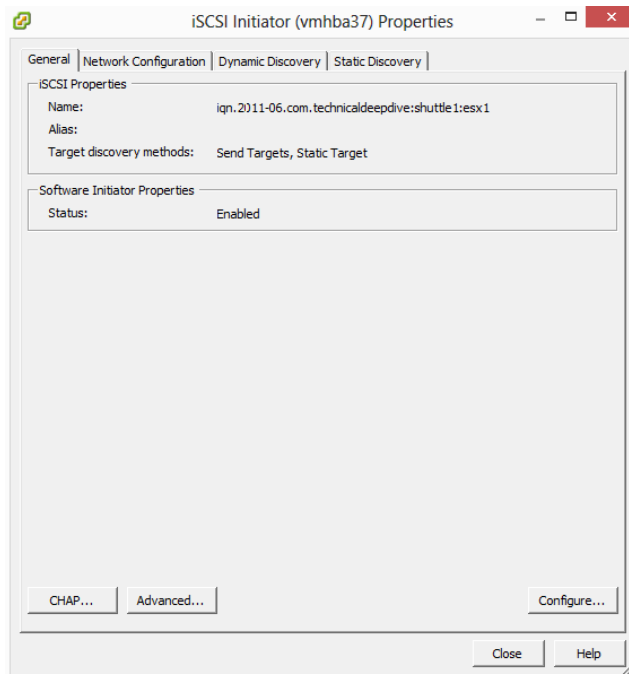 iSCSI Initiator (vmhba37) Properties
General Network Configuration Dynamic Discovery Static Discovery
iSCSI Properties
Name: iqn.2011-06.com.technicaldeepdive:shuttle1:esx1
Alias:
Target discovery methods: Send Targets, Static Target
Software Initiator Properties
Status: Enabled
CHAP... Advanced... Configure...
Close Help